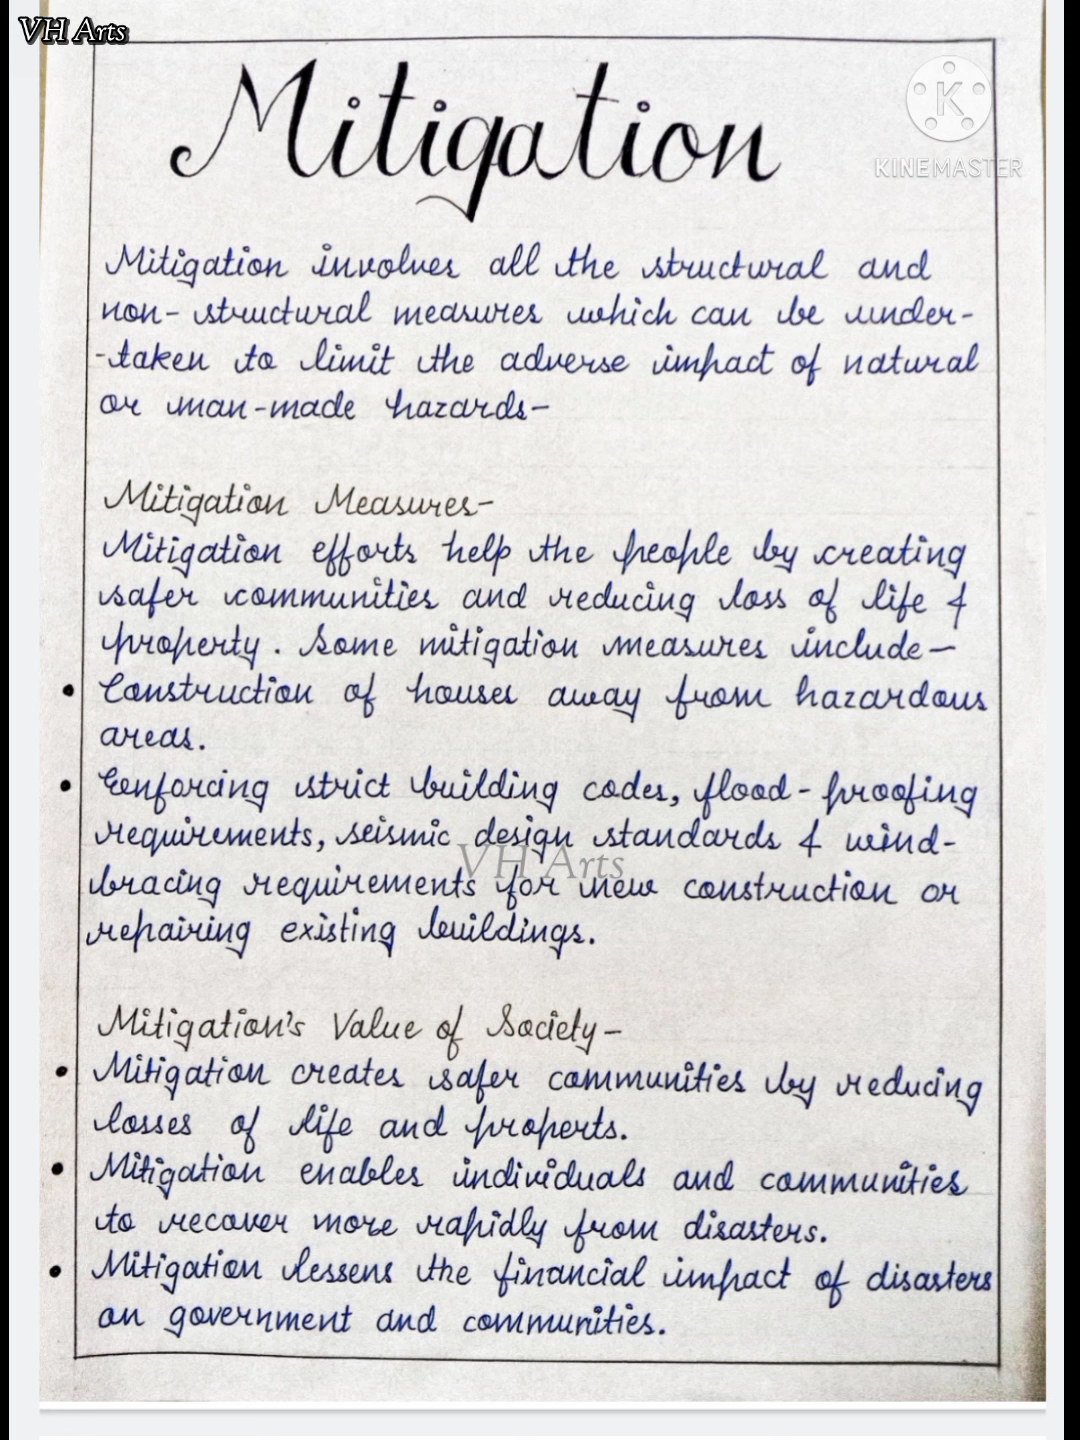 VH Arts
KINEMASTER
Mitigation
Mitigation involves all the structural and
non-structural measures which can be under-
-taken to limit the adverse impact of natural
or man-made hazards-
Mitigation Measures-
Mitigation efforts help the people by creating
safer communities and reducing loss of life &
property. Some mitigation measures include-
• Construction of houses away from hazardous
areas.
• Eenforcing strict building codes, flood-proofing
requirements, seismic design standards & wind-
VH Arts
bracing requirements for new construction or
repairing existing buildings.
Mitigation's Value of Society-
• Mitigation creates safer communities by reducing
losses of life and properts.
• Mitigation enables individuals and communities
to recover more rapidly from disasters.
• Mitigation lessens the financial impact of disasters
on government and communities.